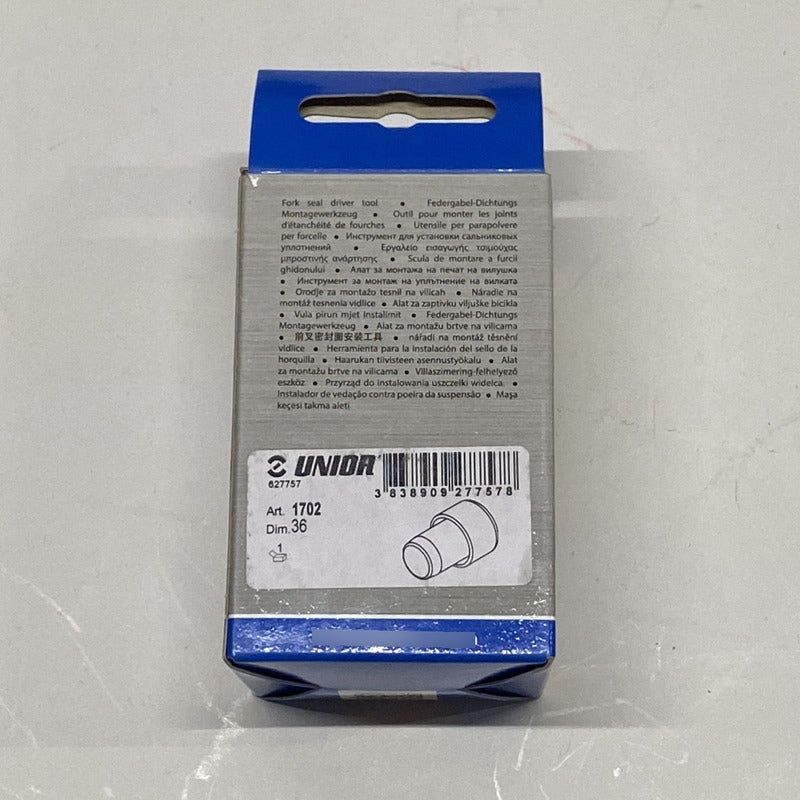 Fork seal driver tool • Federgabel-Dichtungs
Montagewerkzeug • Outil pour monter les joints
d'étanchéité de fourches • Utensile per parapolvere
per forcelle • Инструмент для установки сальниковых
уплотнений • Εργαλείο εισαγωγής τσιμούχας
μπροστινής ανάρτησης • Scula de montare a furcii
ghidonului • Алат за монтажа на печат на вилушка
• Инструмент за монтаж на уплътнение на вилката
• Orodje za montažo tesnil na vilicah • Náradie na
montáž tesnenia vidlice • Alat za zaptivku viljuške bicikla
• Vula pirun mjet Instalimit • Federgabel-Dichtungs
Montagewerkzeug • Alat za montažu brtve na vilicama
• 前叉密封圈安装工具 • nářadí na montáž těsnění
vidlice • Herramienta para la instalación del sello de la
horquilla • Haarukan tiivisteen asennustyökalu • Alat
za montažu brtve na vilicama • Villaszimering-felhelyező
eszköz • Przyrząd do instalowania uszczelki widelca. •
Instalador de vedação contra poeira da suspensão • Maşa
keçesi takma aleti
UNIOR
627757
3 838909 277578
Art. 1702
Dim. 36
1